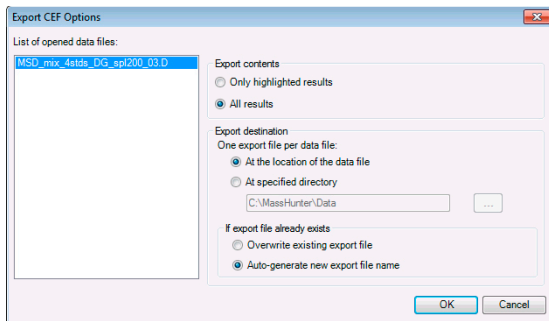 Export CEF Options
List of opened data files:
MSD_mix_4stds_DG_spl200_03.D
Export contents
Only highlighted results
All results
Export destination
One export file per data file:
At the location of the data file
At specified directory
C:\MassHunter\Data
...
If export file already exists
Overwrite existing export file
Auto-generate new export file name
OK
Cancel